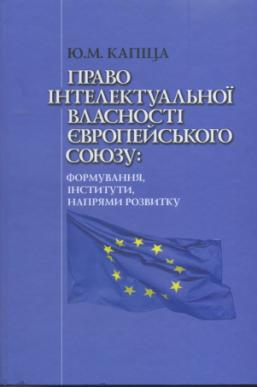 Ю.М. КАПІЦА
ПРАВО
ІНТЕЛЕКТУАЛЬНОЇ
ВЛАСНОСТІ
ЄВРОПЕЙСЬКОГО
СОЮЗУ:
ФОРМУВАННЯ,
ІНСТИТУТИ,
НАПРЯМИ РОЗВИТКУ